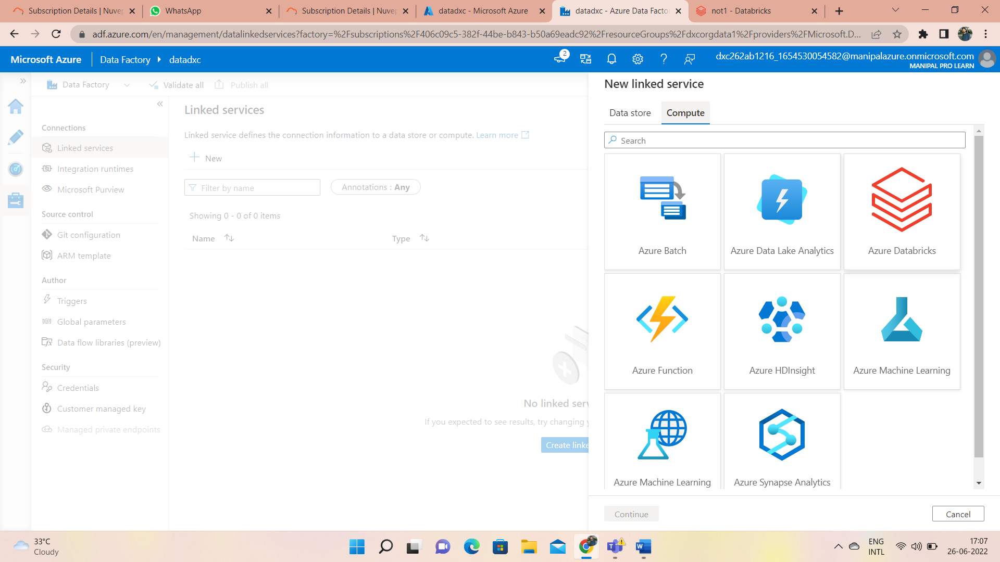 Subscription Details | Nuvep
WhatsApp
Subscription Details | Nuvep
datadxc - Microsoft Azure
datadxc - Azure Data Facto
not1 - Databricks
adf.azure.com/en/management/datalinkedservices?factory=%2Fsubscriptions%2F406c09c5-382f-44be-b843-b50a69eadc92%2FresourceGroups%2Fdxcorgdata1%2Fproviders%2FMicrosoft.D...
Microsoft Azure
Data Factory
datadxc
2
dxc262ab1216_1654530054582@manipalazure.onmicrosoft.com
MANIPAL PRO LEARN
Data Factory
Validate all
Publish all
Connections
Linked services
Integration runtimes
Microsoft Purview
Source control
Git configuration
ARM template
Author
Triggers
Global parameters
Data flow libraries (preview)
Security
Credentials
Customer managed key
Managed private endpoints
Linked services
Linked service defines the connection information to a data store or compute. Learn more
New
Filter by name
Annotations : Any
Showing 0 - 0 of 0 items
Name
Type
No linked serv
If you expected to see results, try changing y
Create linke
New linked service
Data store
Compute
Search
Azure Batch
Azure Data Lake Analytics
Azure Databricks
Azure Function
Azure HDInsight
Azure Machine Learning
Azure Machine Learning
Azure Synapse Analytics
Continue
Cancel
33°C
Cloudy
ENG
INTL
17:07
26-06-2022